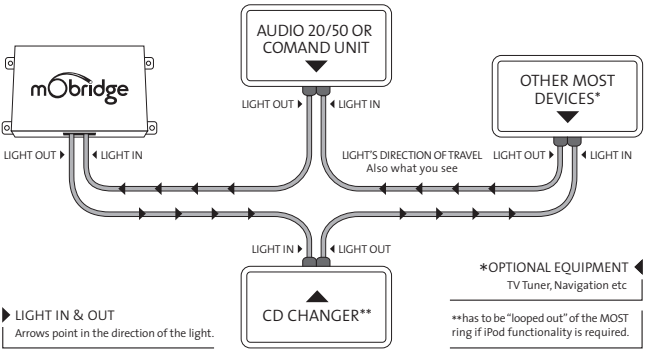 AUDIO 20/50 OR
COMAND UNIT
mObridge
OTHER MOST
DEVICES*
LIGHT OUT
LIGHT IN
LIGHT OUT
LIGHT IN
LIGHT'S DIRECTION OF TRAVEL
Also what you see
LIGHT OUT
LIGHT IN
LIGHT IN
LIGHT OUT
CD CHANGER**
*OPTIONAL EQUIPMENT
TV Tuner, Navigation etc
LIGHT IN & OUT
Arrows point in the direction of the light.
**has to be "looped out" of the MOST
ring if iPod functionality is required.